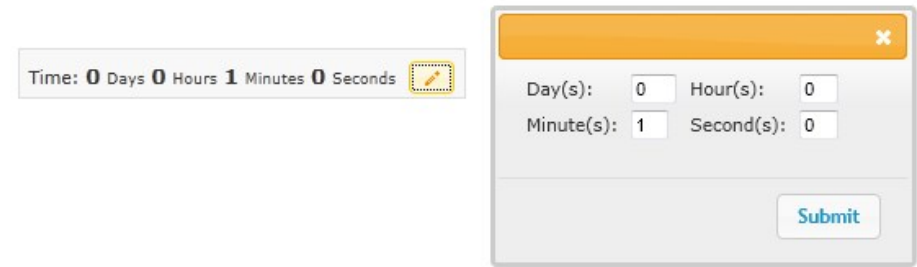 Time: 0 Days 0 Hours 1 Minutes 0 Seconds
Day(s): 0 Hour(s): 0
Minute(s): 1 Second(s): 0
Submit